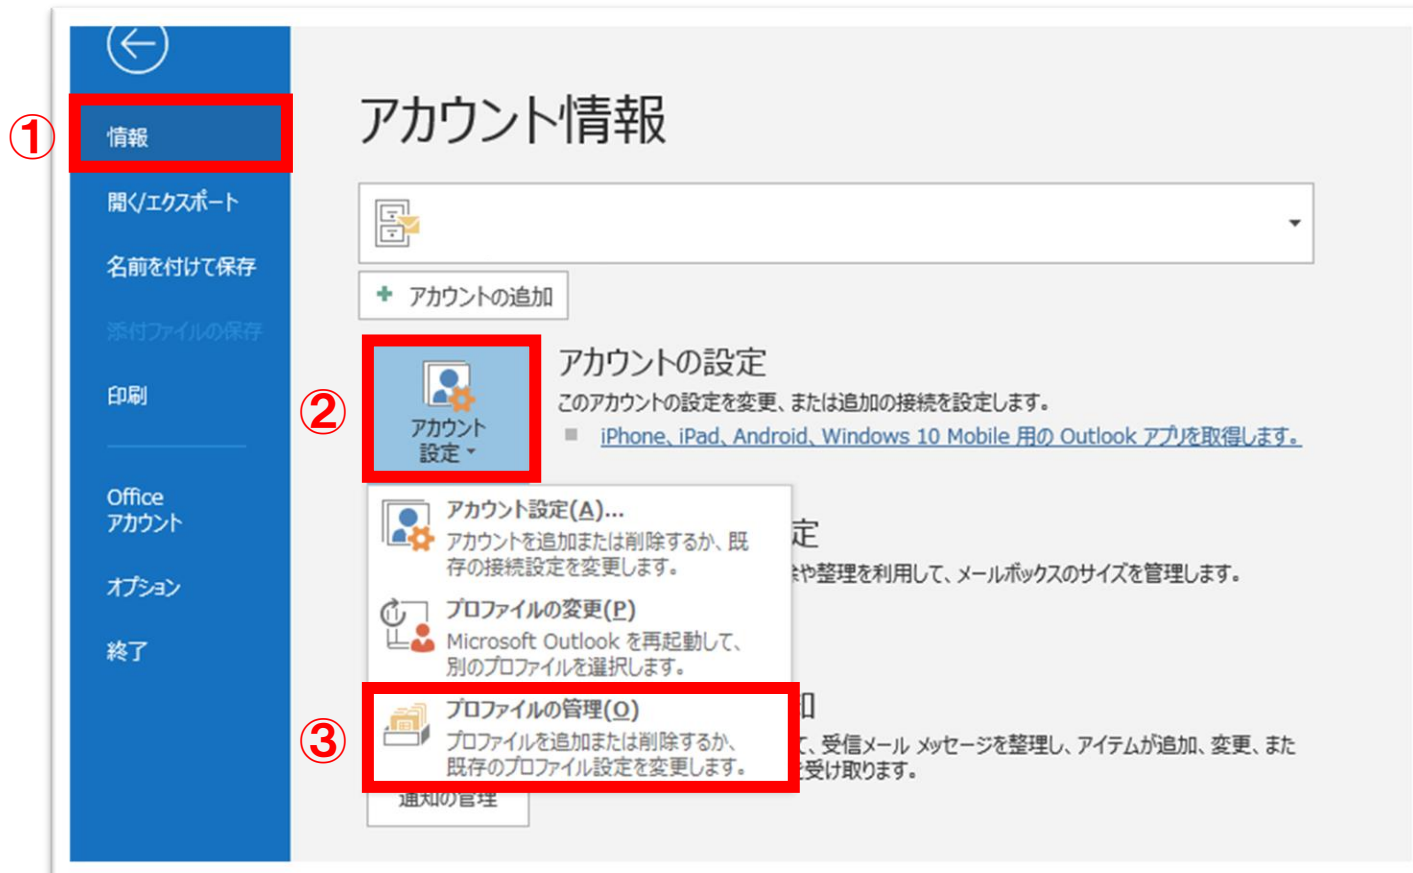 ①
情報
開く/エクスポート
名前を付けて保存
添付ファイルの保存
印刷
Office
アカウント
オプション
終了
アカウント情報
アカウントの追加
②
アカウント
設定
アカウントの設定
このアカウントの設定を変更、または追加の接続を設定します。
iPhone、iPad、Android、Windows 10 Mobile 用の Outlook アプリを取得します。
アカウント設定(A)...
アカウントを追加または削除するか、既
存の接続設定を変更します。
定
や整理を利用して、メールボックスのサイズを管理します。
プロファイルの変更(P)
Microsoft Outlook を再起動して、
別のプロファイルを選択します。
③
プロファイルの管理(O)
プロファイルを追加または削除するか、
既存のプロファイル設定を変更します。
知
て、受信メール メッセージを整理し、アイテムが追加、変更、また
を受け取ります。
通知の管理